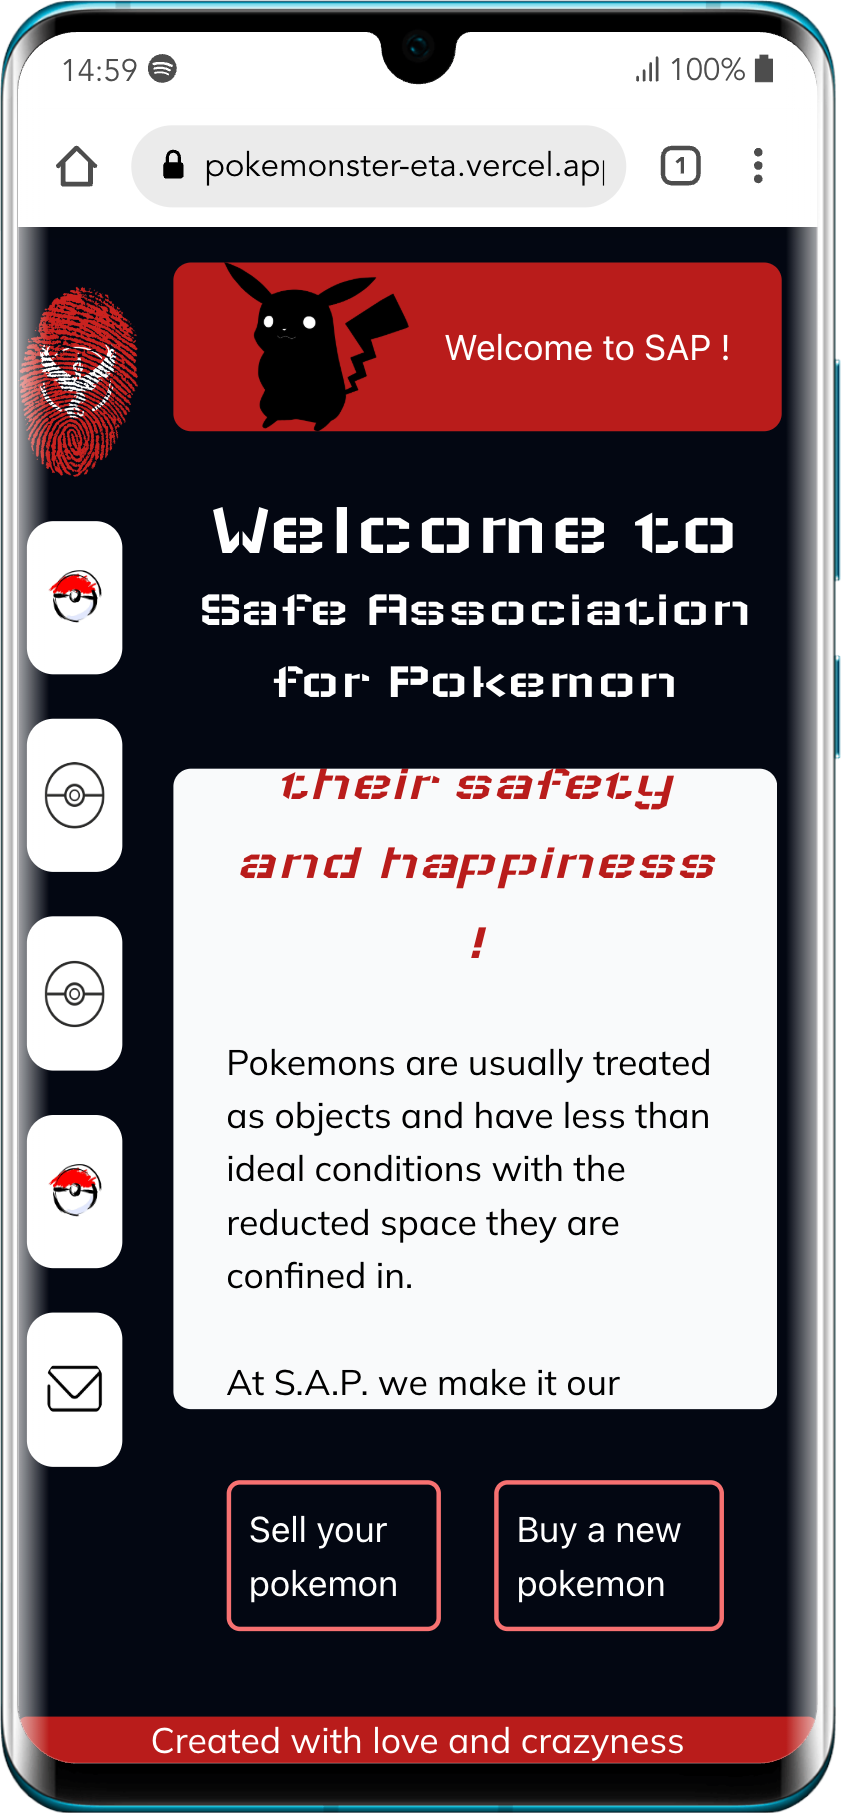 14:59
100%
pokemonster-eta.vercel.ap
1
Welcome to SAP !
Welcome to
Safe Association
for Pokemon
their safety
and happiness
!
Pokemons are usually treated
as objects and have less than
ideal conditions with the
reducted space they are
confined in.
At S.A.P. we make it our
Sell your
pokemon
Buy a new
pokemon
Created with love and crazyness